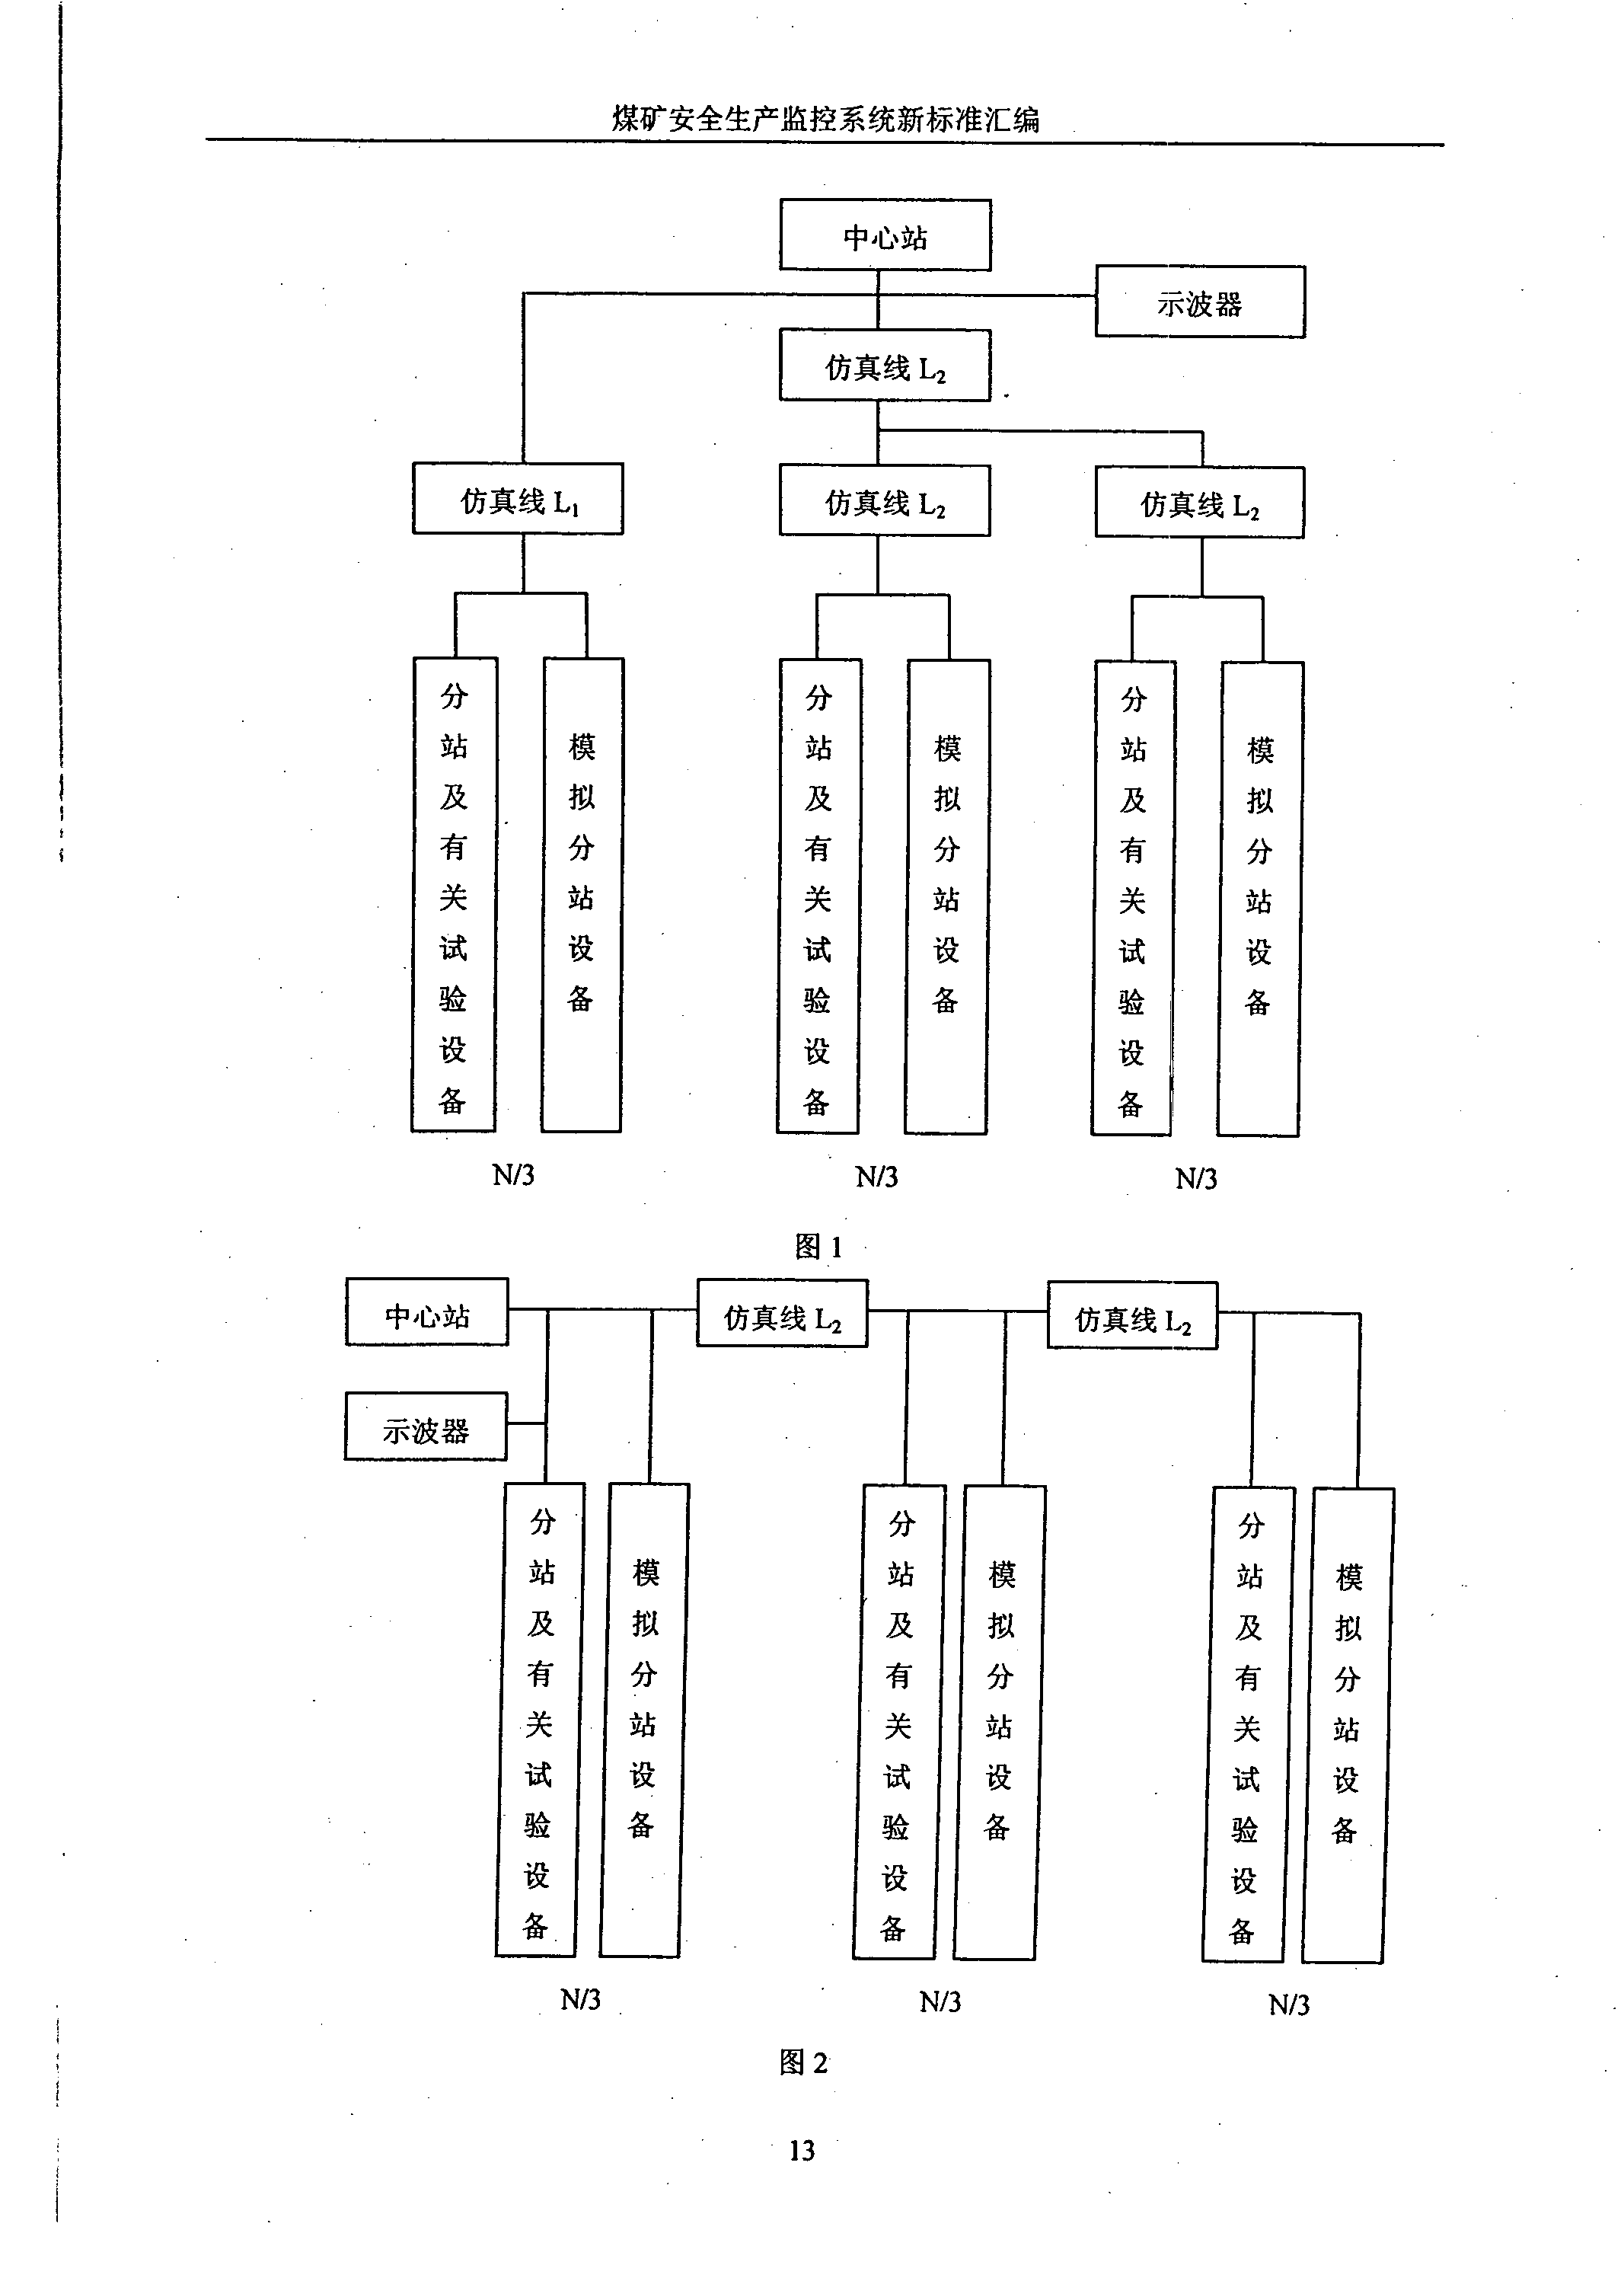 煤矿安全生产监控系统新标准汇编
中心站
示波器
仿真线 L₂
仿真线 L₁
仿真线 L₂
仿真线 L₂
分站及有关试验设备
模拟分站设备
分站及有关试验设备
模拟分站设备
分站及有关试验设备
模拟分站设备
N/3
N/3
N/3
图 1
中心站
仿真线 L₂
仿真线 L₂
示波器
分站及有关试验设备
模拟分站设备
分站及有关试验设备
模拟分站设备
分站及有关试验设备
模拟分站设备
N/3
N/3
N/3
图 2
13